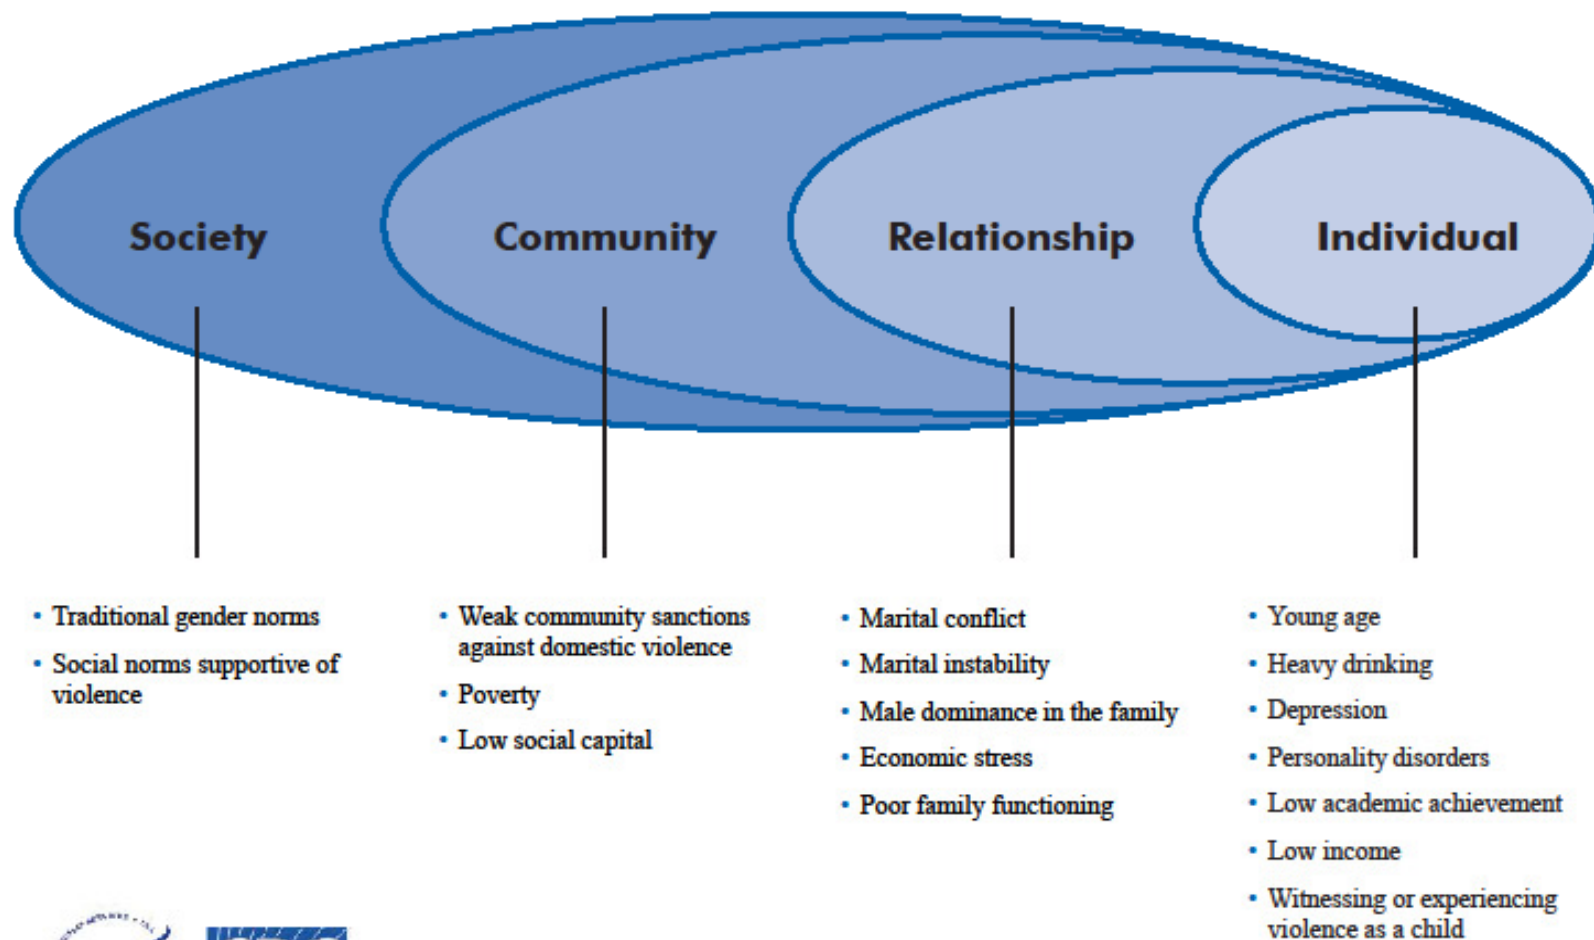 Society
Community
Relationship
Individual
• Traditional gender norms
• Social norms supportive of
violence
• Weak community sanctions
against domestic violence
• Poverty
• Low social capital
• Marital conflict
• Marital instability
• Male dominance in the family
• Economic stress
• Poor family functioning
• Young age
• Heavy drinking
• Depression
• Personality disorders
• Low academic achievement
• Low income
• Witnessing or experiencing
violence as a child